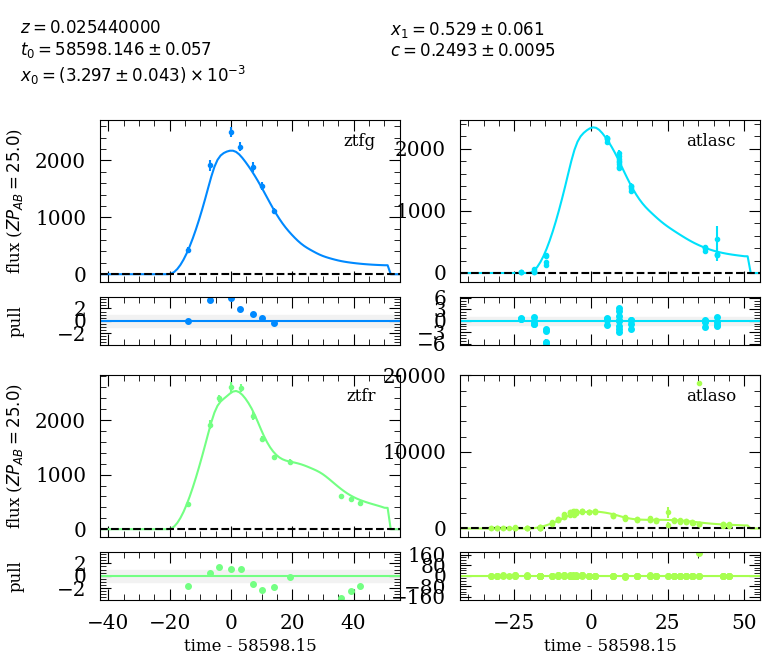 z = 0.025440000
t₀ = 58598.146 ± 0.057
x₀ = (3.297 ± 0.043) × 10⁻³
x₁ = 0.529 ± 0.061
c = 0.2493 ± 0.0095
ztfg
flux (ZP_AB = 25.0)
2000
1000
0
atlasc
2000
1000
0
pull
2
0
−2
6
3
0
−3
−6
ztfr
flux (ZP_AB = 25.0)
2000
1000
0
atlaso
20000
10000
0
pull
2
0
−2
160
80
0
−80
−160
−40 −20 0 20 40
time - 58598.15
−25 0 25 50
time - 58598.15